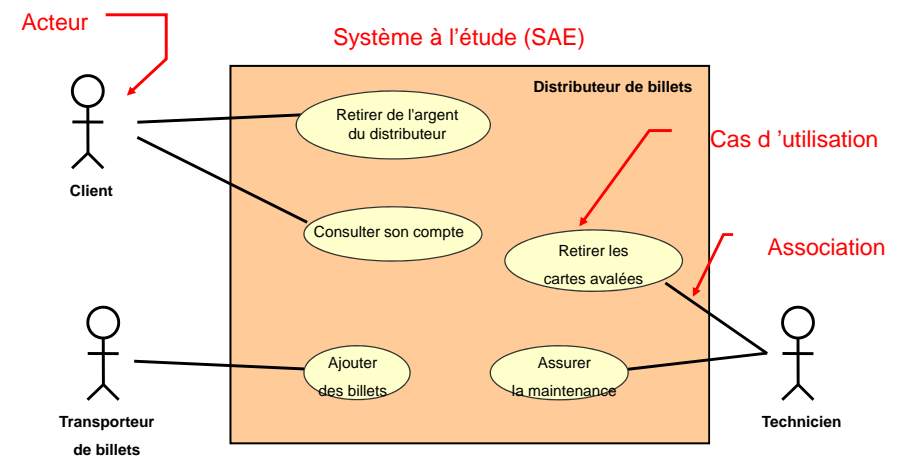 Acteur
Système à l’étude (SAE)
Distributeur de billets
Retirer de l’argent
du distributeur
Cas d ’utilisation
Client
Consulter son compte
Retirer les
cartes avalées
Association
Ajouter
des billets
Assurer
la maintenance
Transporteur
de billets
Technicien